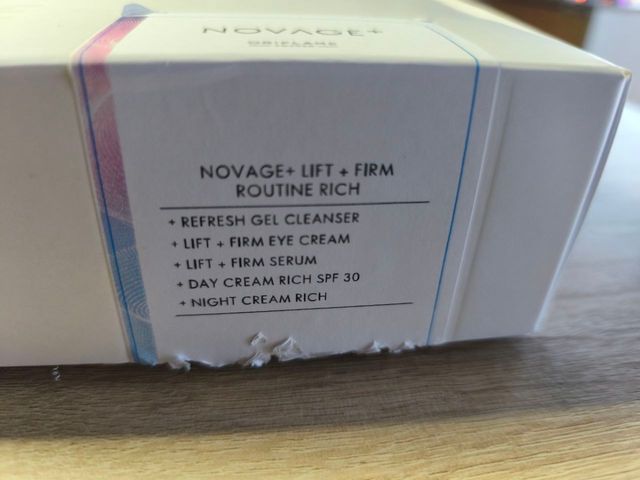 NOVAGE+
ORIFLAME
NOVAGE+ LIFT + FIRM
ROUTINE RICH
+ REFRESH GEL CLEANSER
+ LIFT + FIRM EYE CREAM
+ LIFT + FIRM SERUM
+ DAY CREAM RICH SPF 30
+ NIGHT CREAM RICH